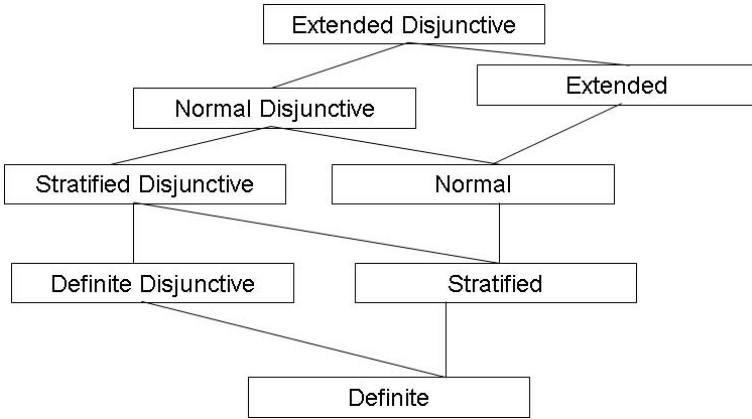 Extended Disjunctive
Extended
Normal Disjunctive
Stratified Disjunctive
Normal
Definite Disjunctive
Stratified
Definite